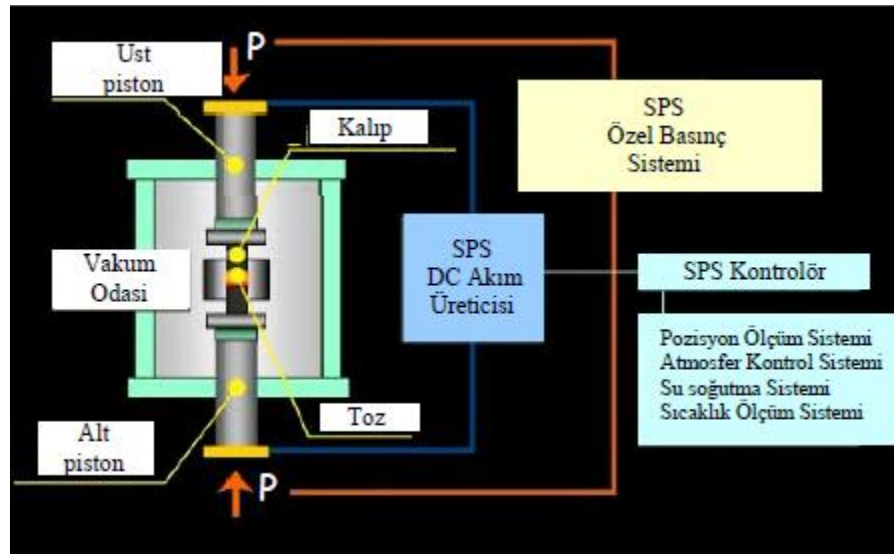 Ust
piston
P
Kalıp
SPS
Özel Basınç
Sistemi
Vakum
Odasi
SPS
DC Akım
Üreticisi
SPS Kontrolör
Pozisyon Ölçüm Sistemi
Atmosfer Kontrol Sistemi
Su soğutma Sistemi
Sıcaklık Ölçüm Sistemi
Toz
Alt
piston
P